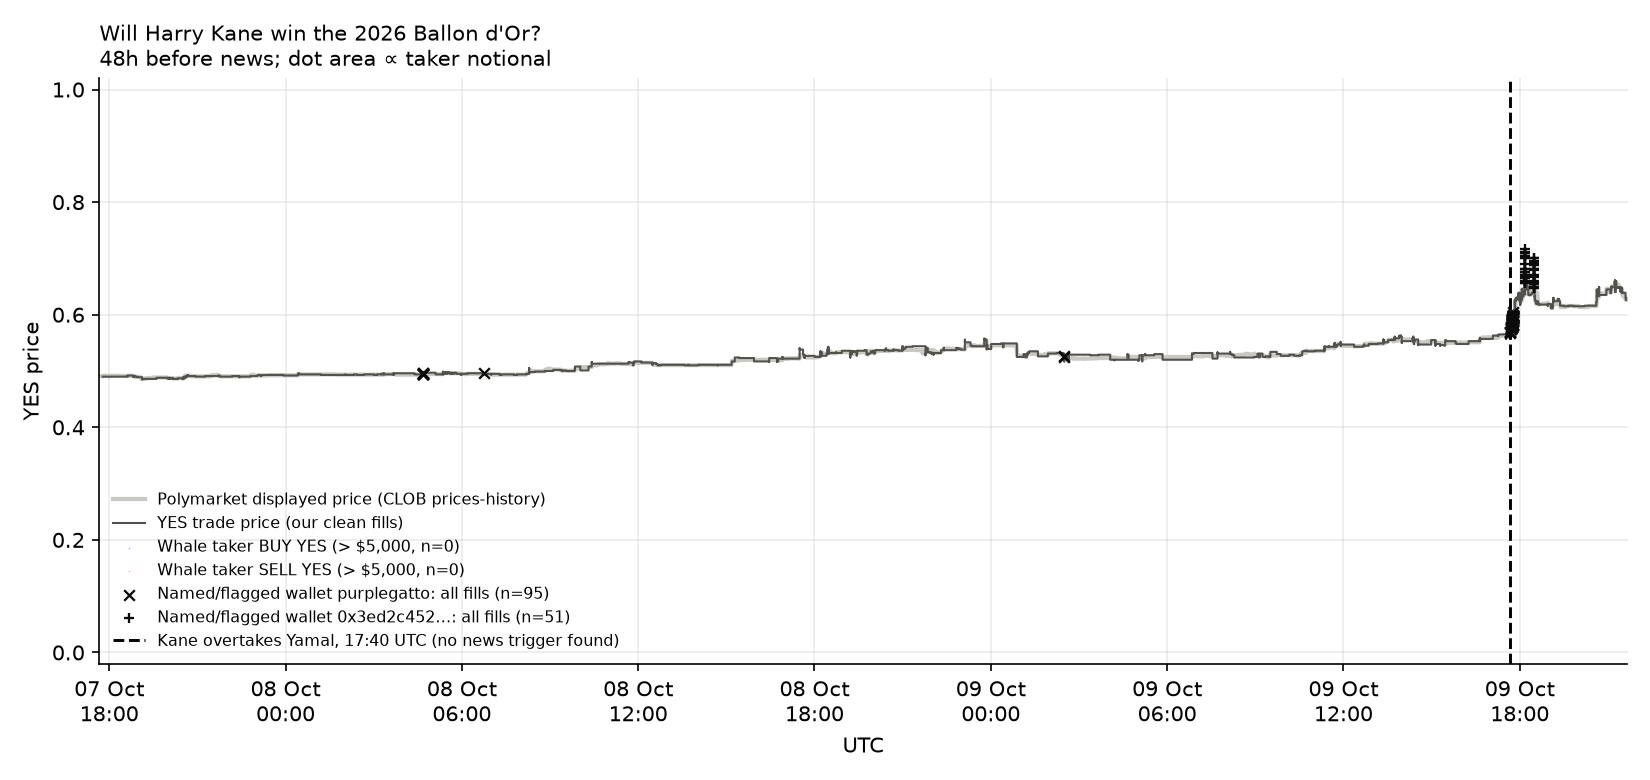 Will Harry Kane win the 2026 Ballon d'Or?
48h before news; dot area ∝ taker notional
YES price
1.0
0.8
0.6
0.4
0.2
0.0
Polymarket displayed price (CLOB prices-history)
YES trade price (our clean fills)
Whale taker BUY YES (> $5,000, n=0)
Whale taker SELL YES (> $5,000, n=0)
Named/flagged wallet purplegatto: all fills (n=95)
Named/flagged wallet 0x3ed2c452...: all fills (n=51)
Kane overtakes Yamal, 17:40 UTC (no news trigger found)
07 Oct 08 Oct 08 Oct 08 Oct 08 Oct 09 Oct 09 Oct 09 Oct 09 Oct
18:00 00:00 06:00 12:00 18:00 00:00 06:00 12:00 18:00
UTC